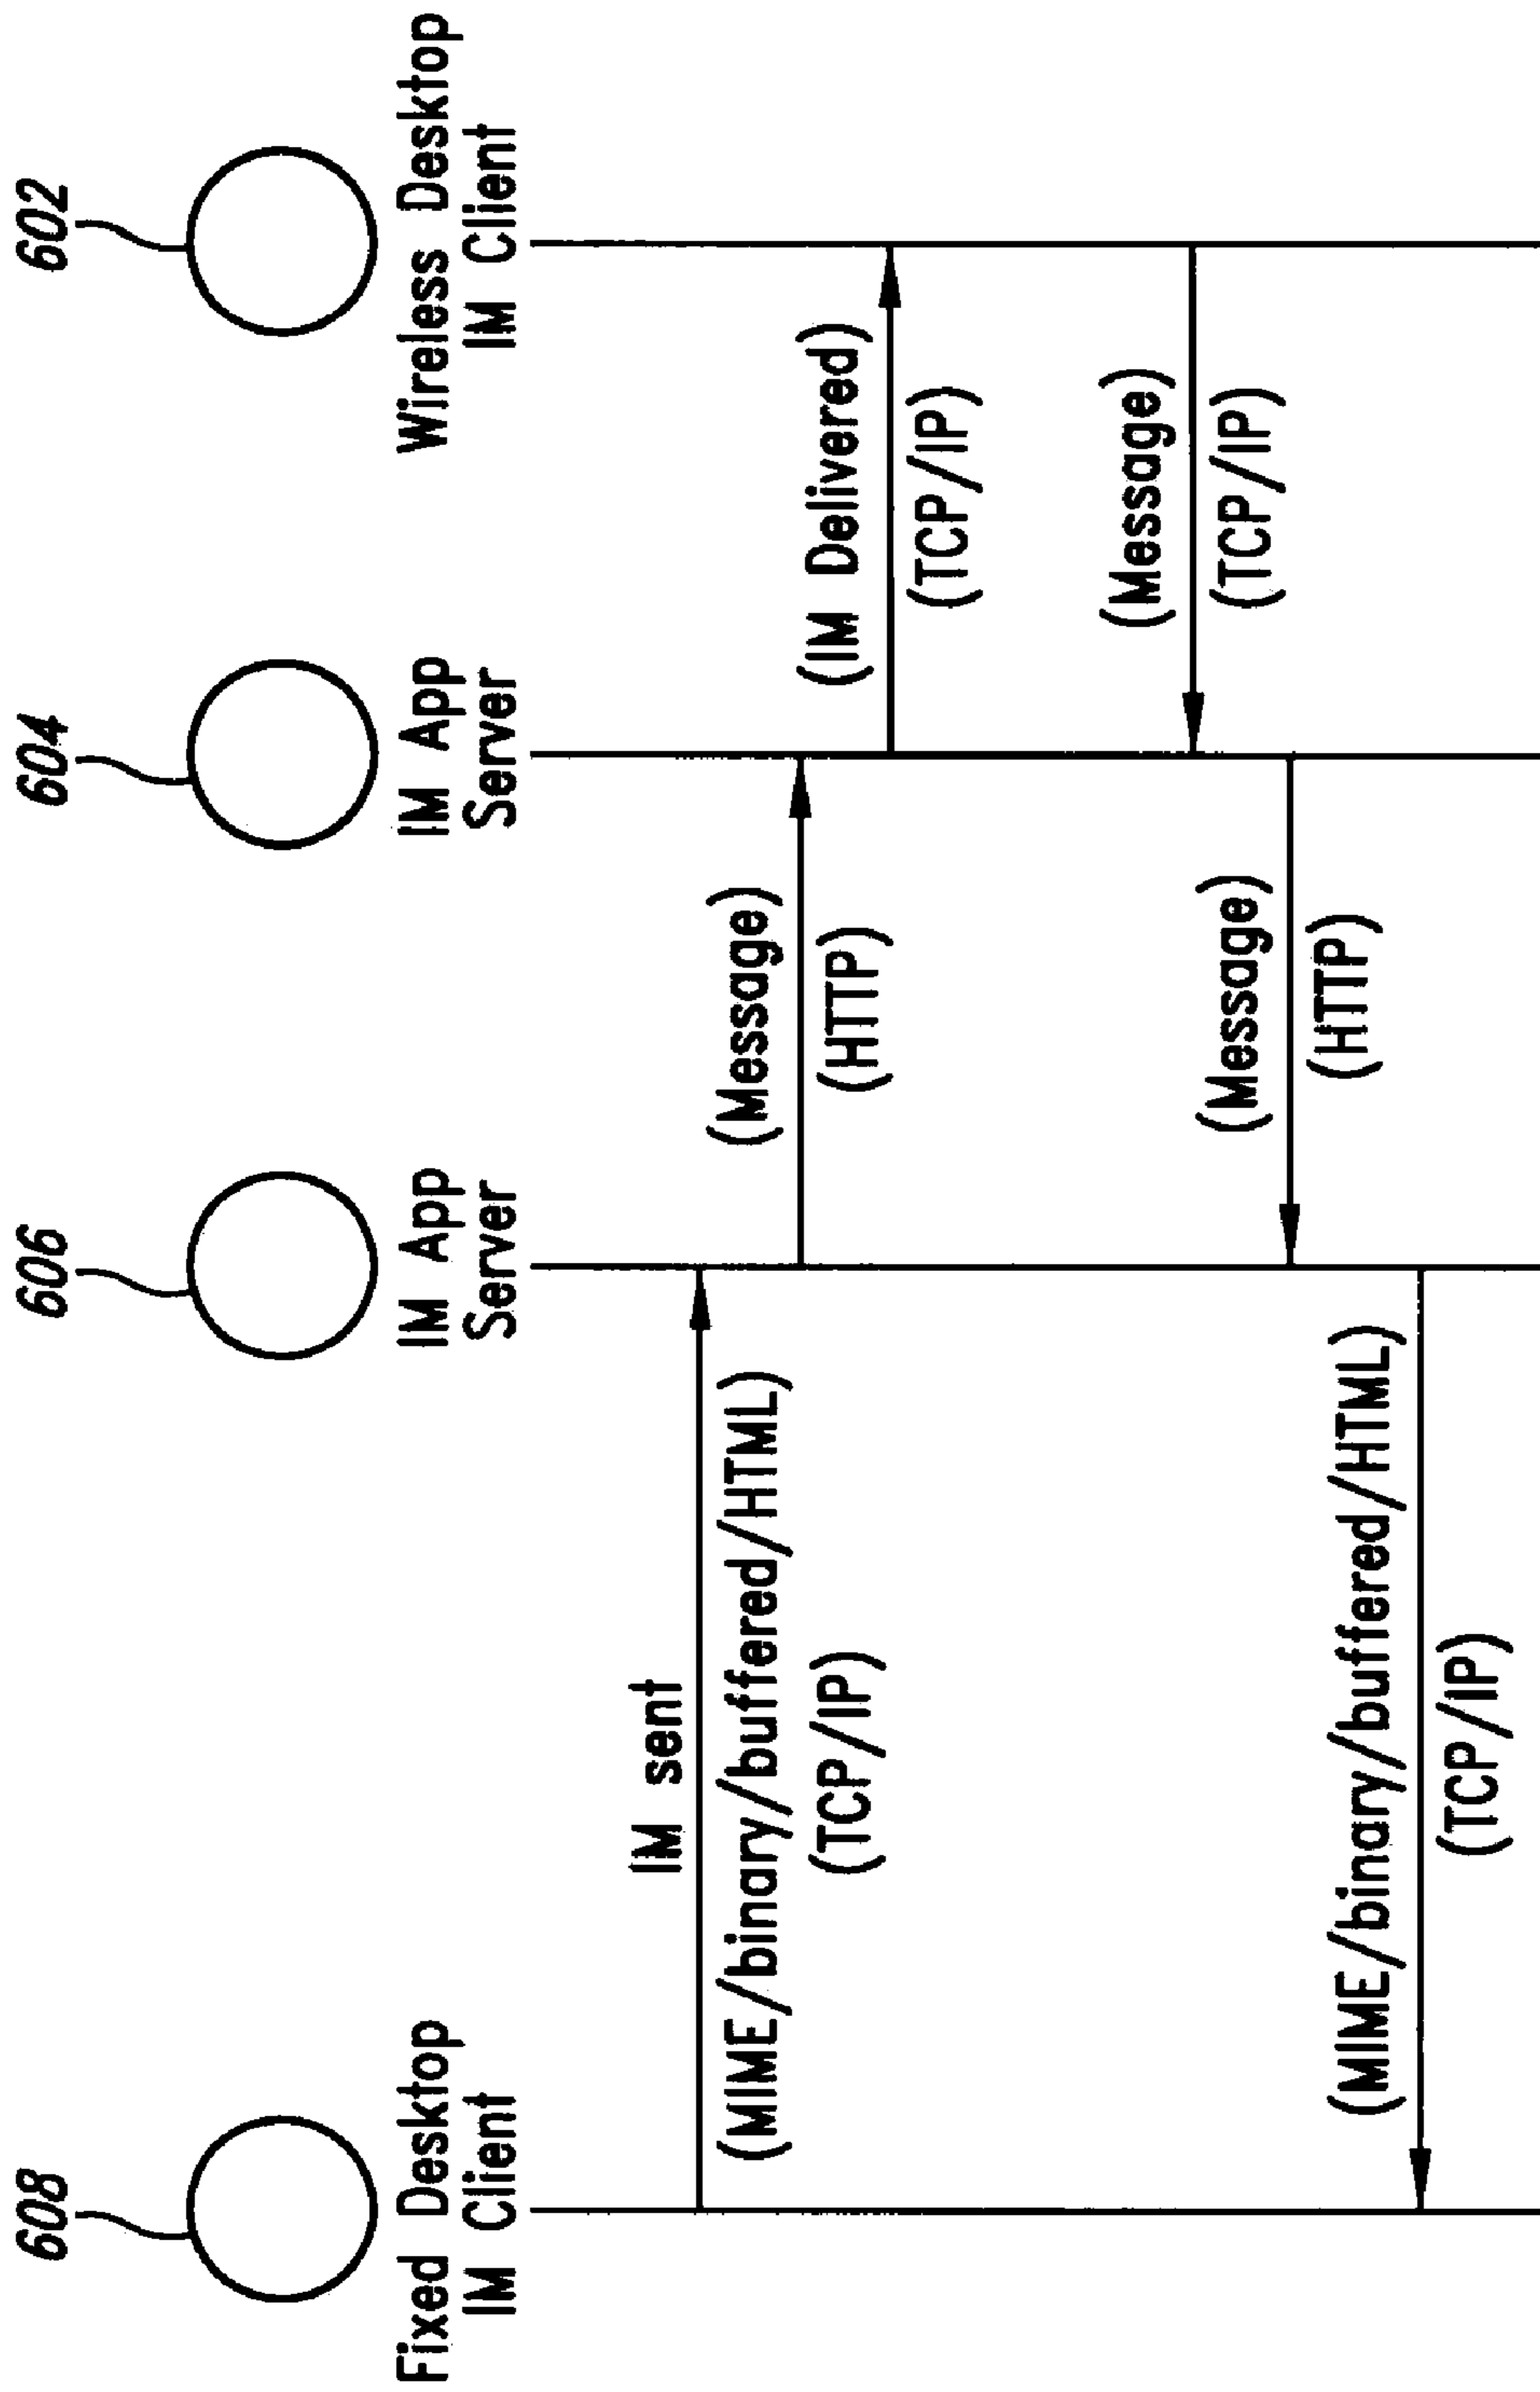 608
606
604
602
Fixed Desktop
IM Client
IM App
Server
IM App
Server
Wireless Desktop
IM Client
IM sent
(MIME/binary/buffered/HTML)
(TCP/IP)
(Message)
(HTTP)
(IM Delivered)
(TCP/IP)
(Message)
(TCP/IP)
(Message)
(HTTP)
(MIME/binary/buffered/HTML)
(TCP/IP)